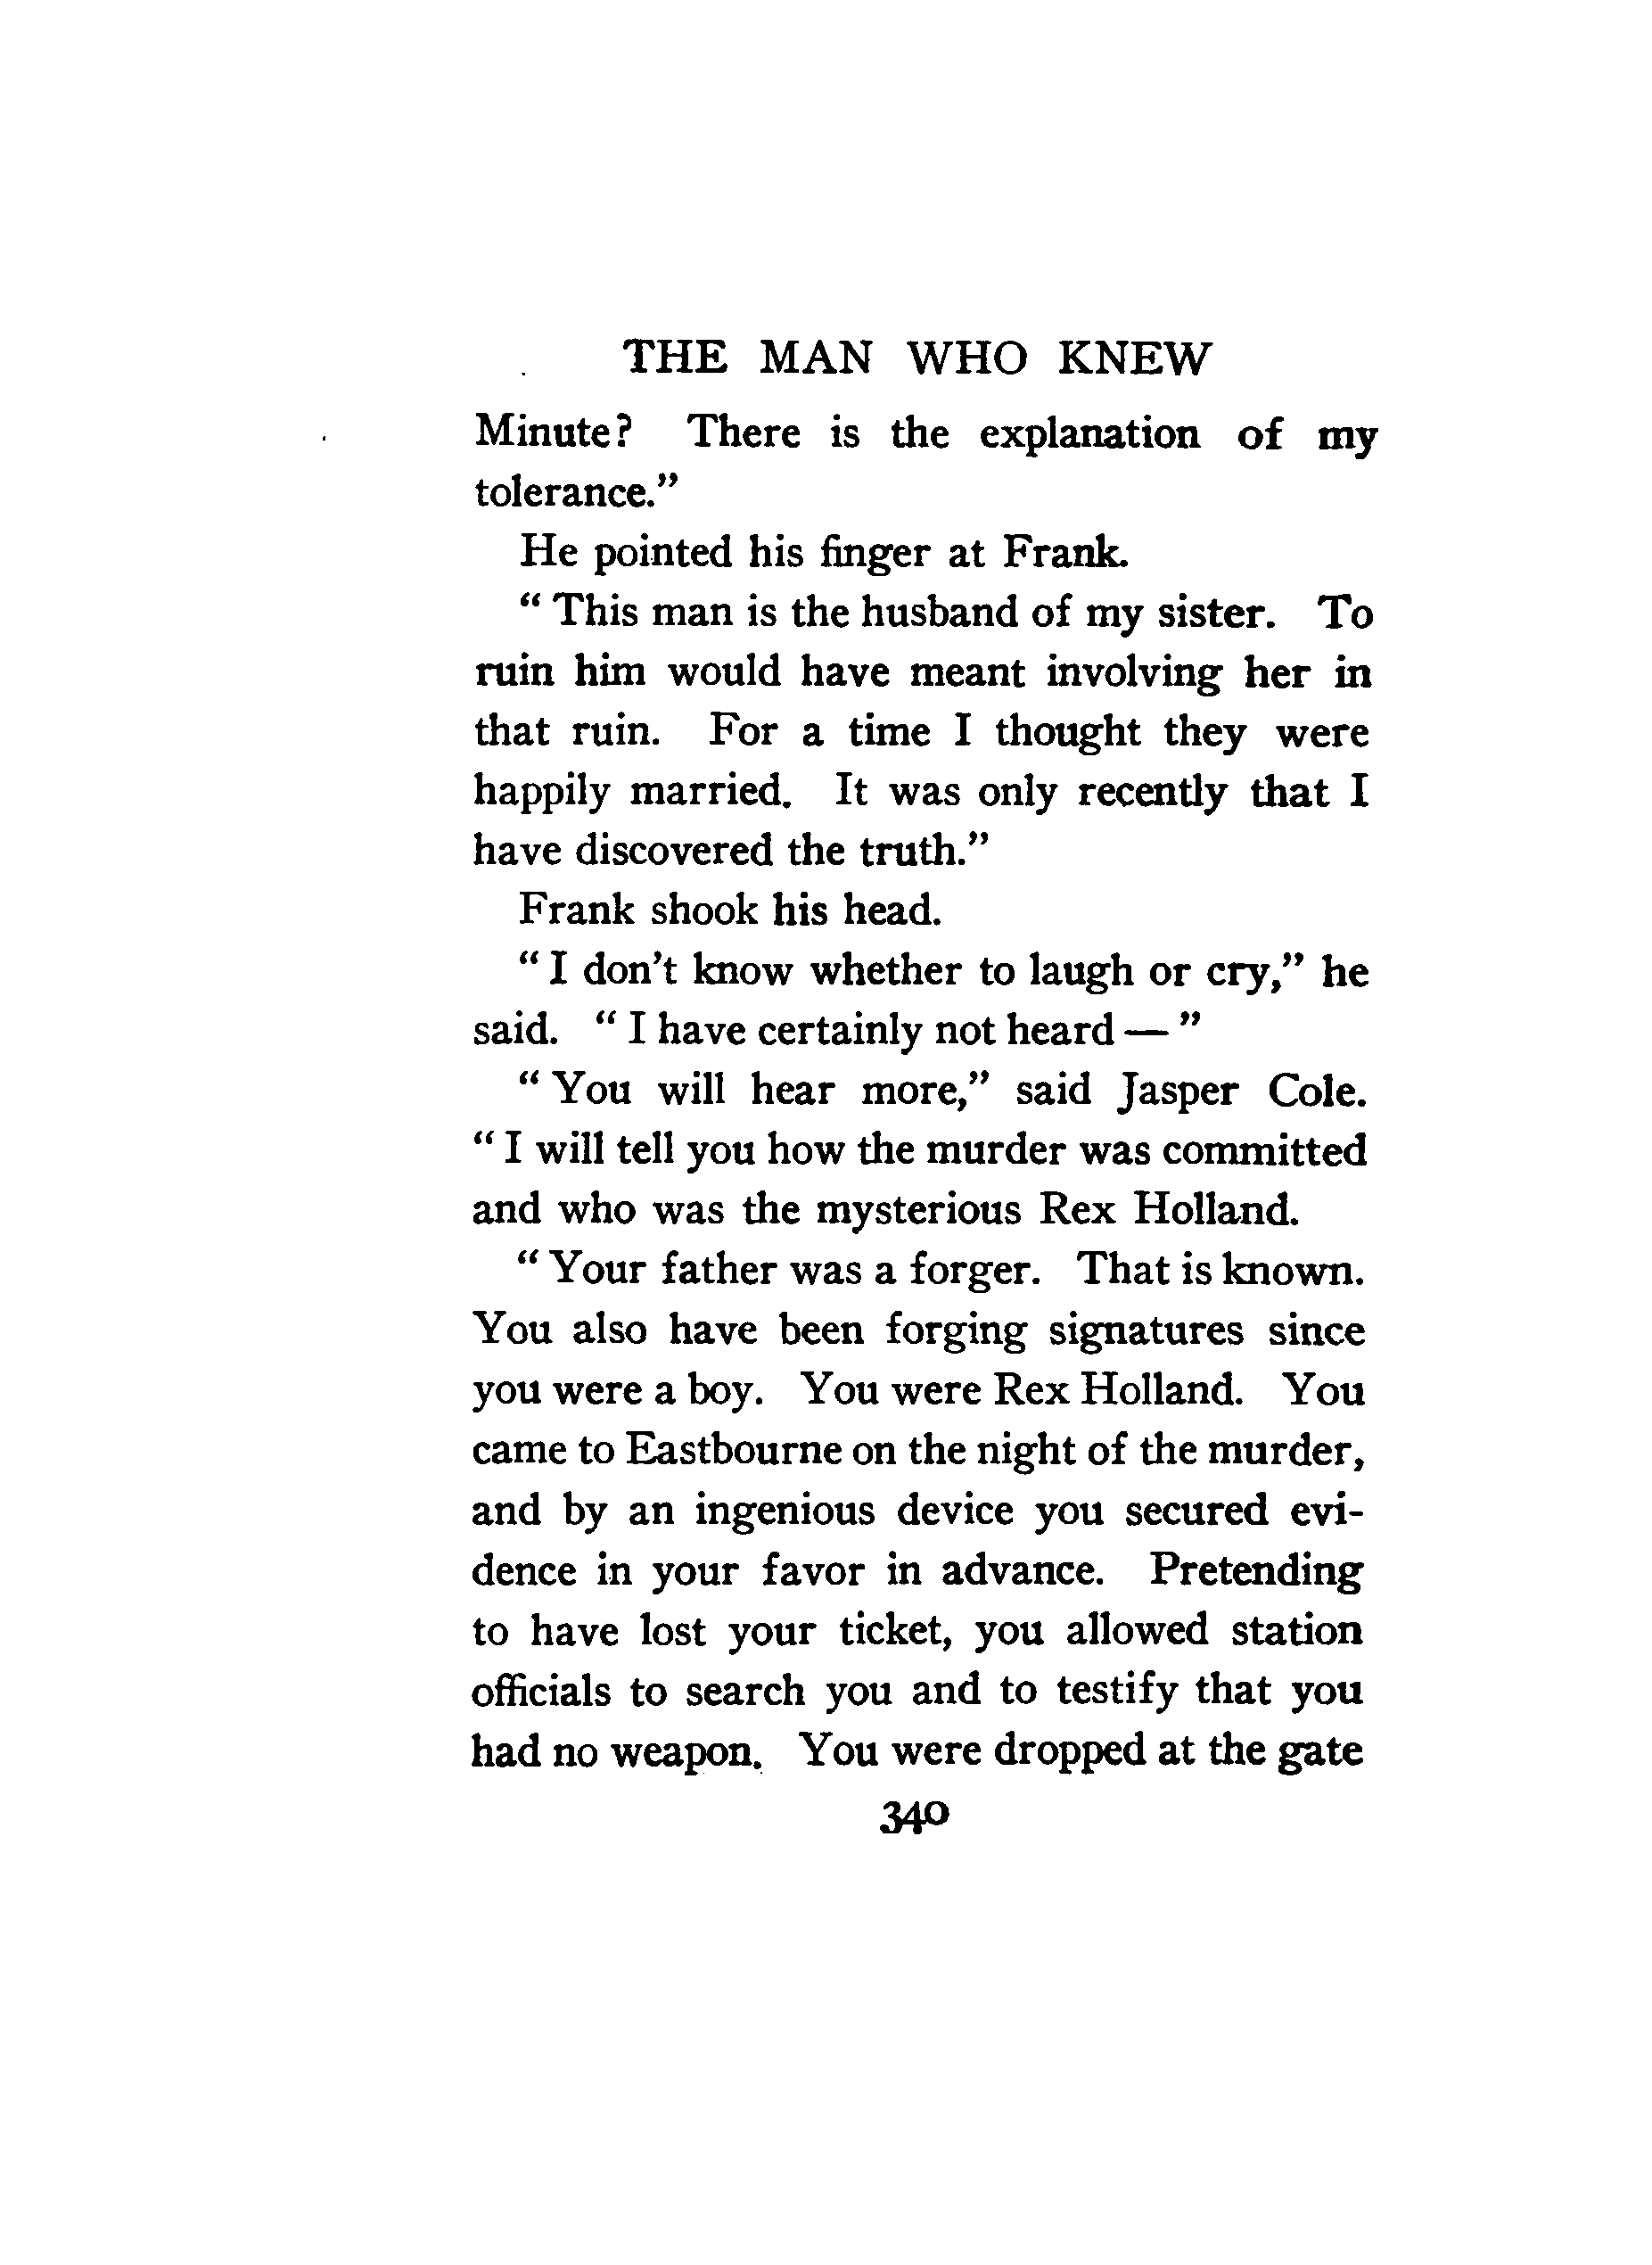 THE MAN WHO KNEW
Minute? There is the explanation of my
tolerance."
He pointed his finger at Frank.
" This man is the husband of my sister. To
ruin him would have meant involving her in
that ruin. For a time I thought they were
happily married. It was only recently that I
have discovered the truth."
Frank shook his head.
" I don't know whether to laugh or cry," he
said. " I have certainly not heard — "
" You will hear more," said Jasper Cole.
" I will tell you how the murder was committed
and who was the mysterious Rex Holland.
" Your father was a forger. That is known.
You also have been forging signatures since
you were a boy. You were Rex Holland. You
came to Eastbourne on the night of the murder,
and by an ingenious device you secured evi-
dence in your favor in advance. Pretending
to have lost your ticket, you allowed station
officials to search you and to testify that you
had no weapon. You were dropped at the gate
340